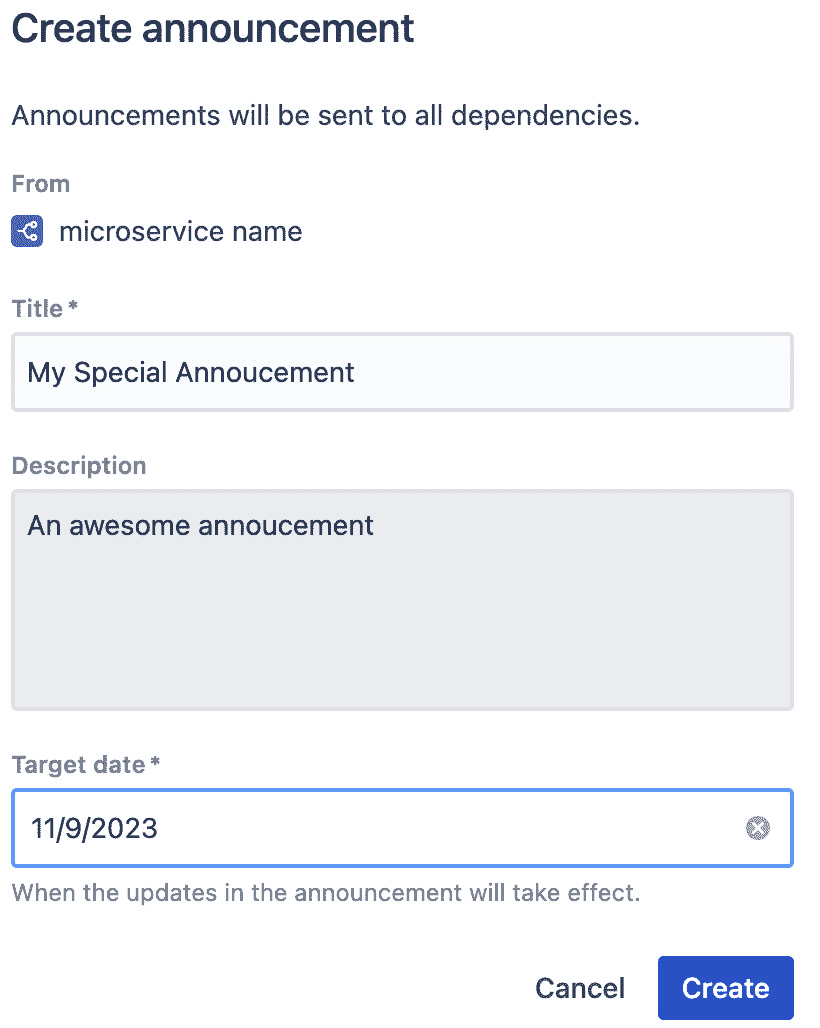 Create announcement
Announcements will be sent to all dependencies.
From
microservice name
Title*
My Special Annoucement
Description
An awesome annoucement
Target date*
11/9/2023
When the updates in the announcement will take effect.
Cancel Create